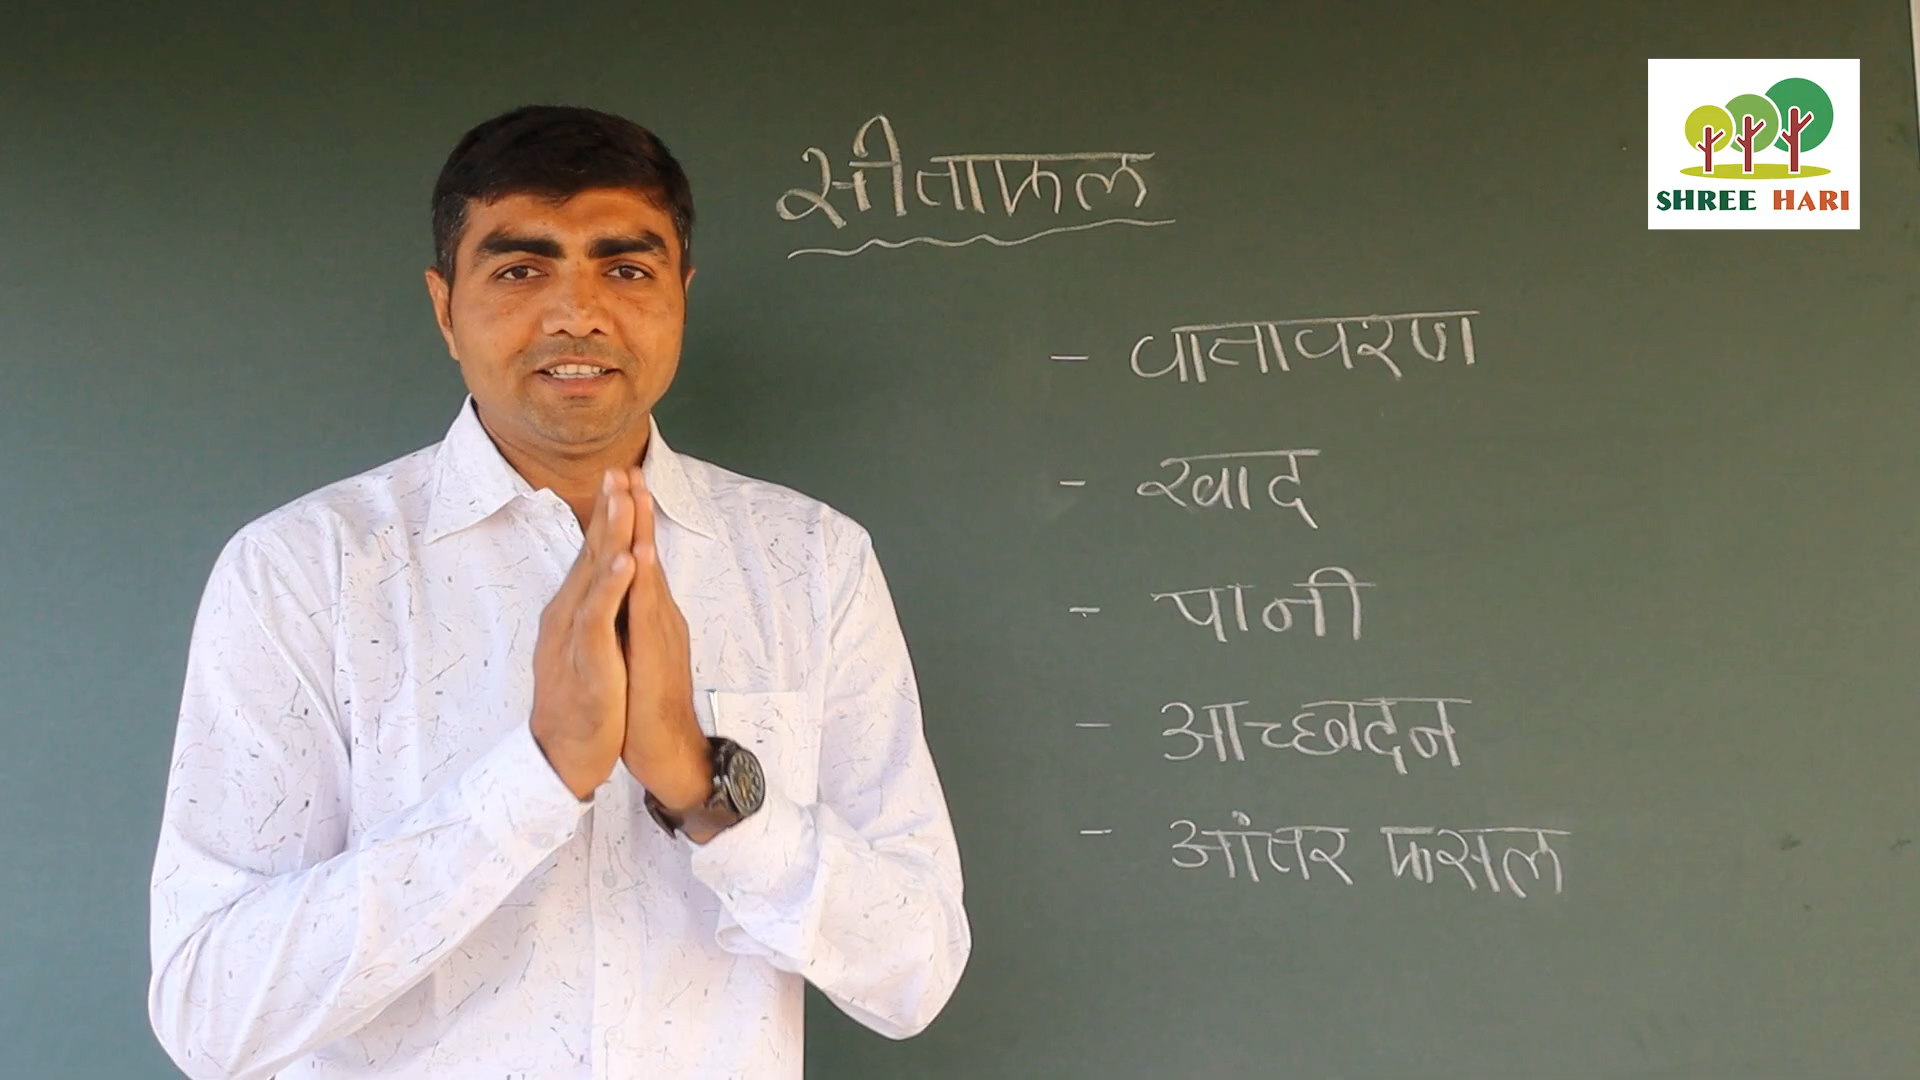 सीताफल
SHREE HARI
- वातावरण
- खाद
- पानी
- आच्छादन
- आंतर फसल